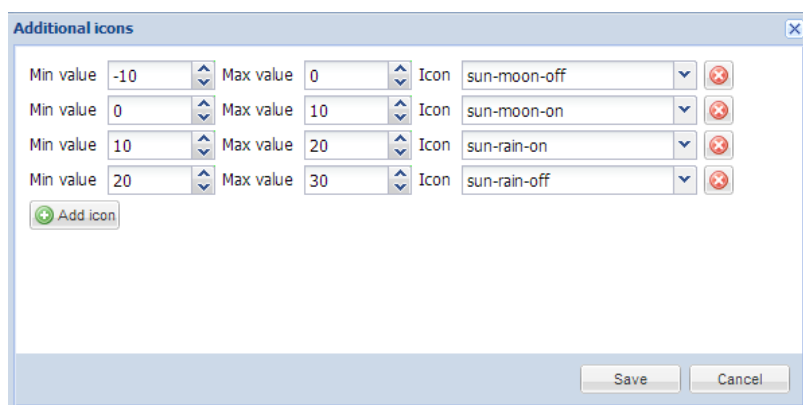 Additional icons
Min value -10 Max value 0 Icon sun-moon-off
Min value 0 Max value 10 Icon sun-moon-on
Min value 10 Max value 20 Icon sun-rain-on
Min value 20 Max value 30 Icon sun-rain-off
Add icon
Save Cancel